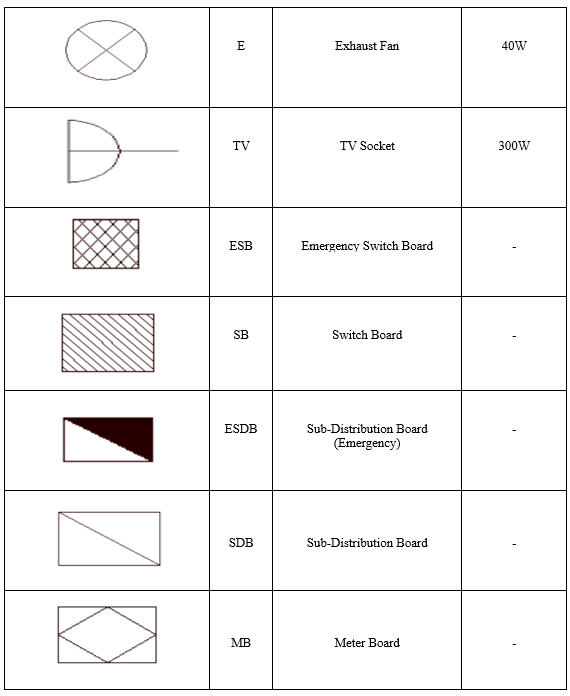 E Exhaust Fan 40W
TV TV Socket 300W
ESB Emergency Switch Board -
SB Switch Board -
ESDB Sub-Distribution Board -
(Emergency)
SDB Sub-Distribution Board -
MB Meter Board -